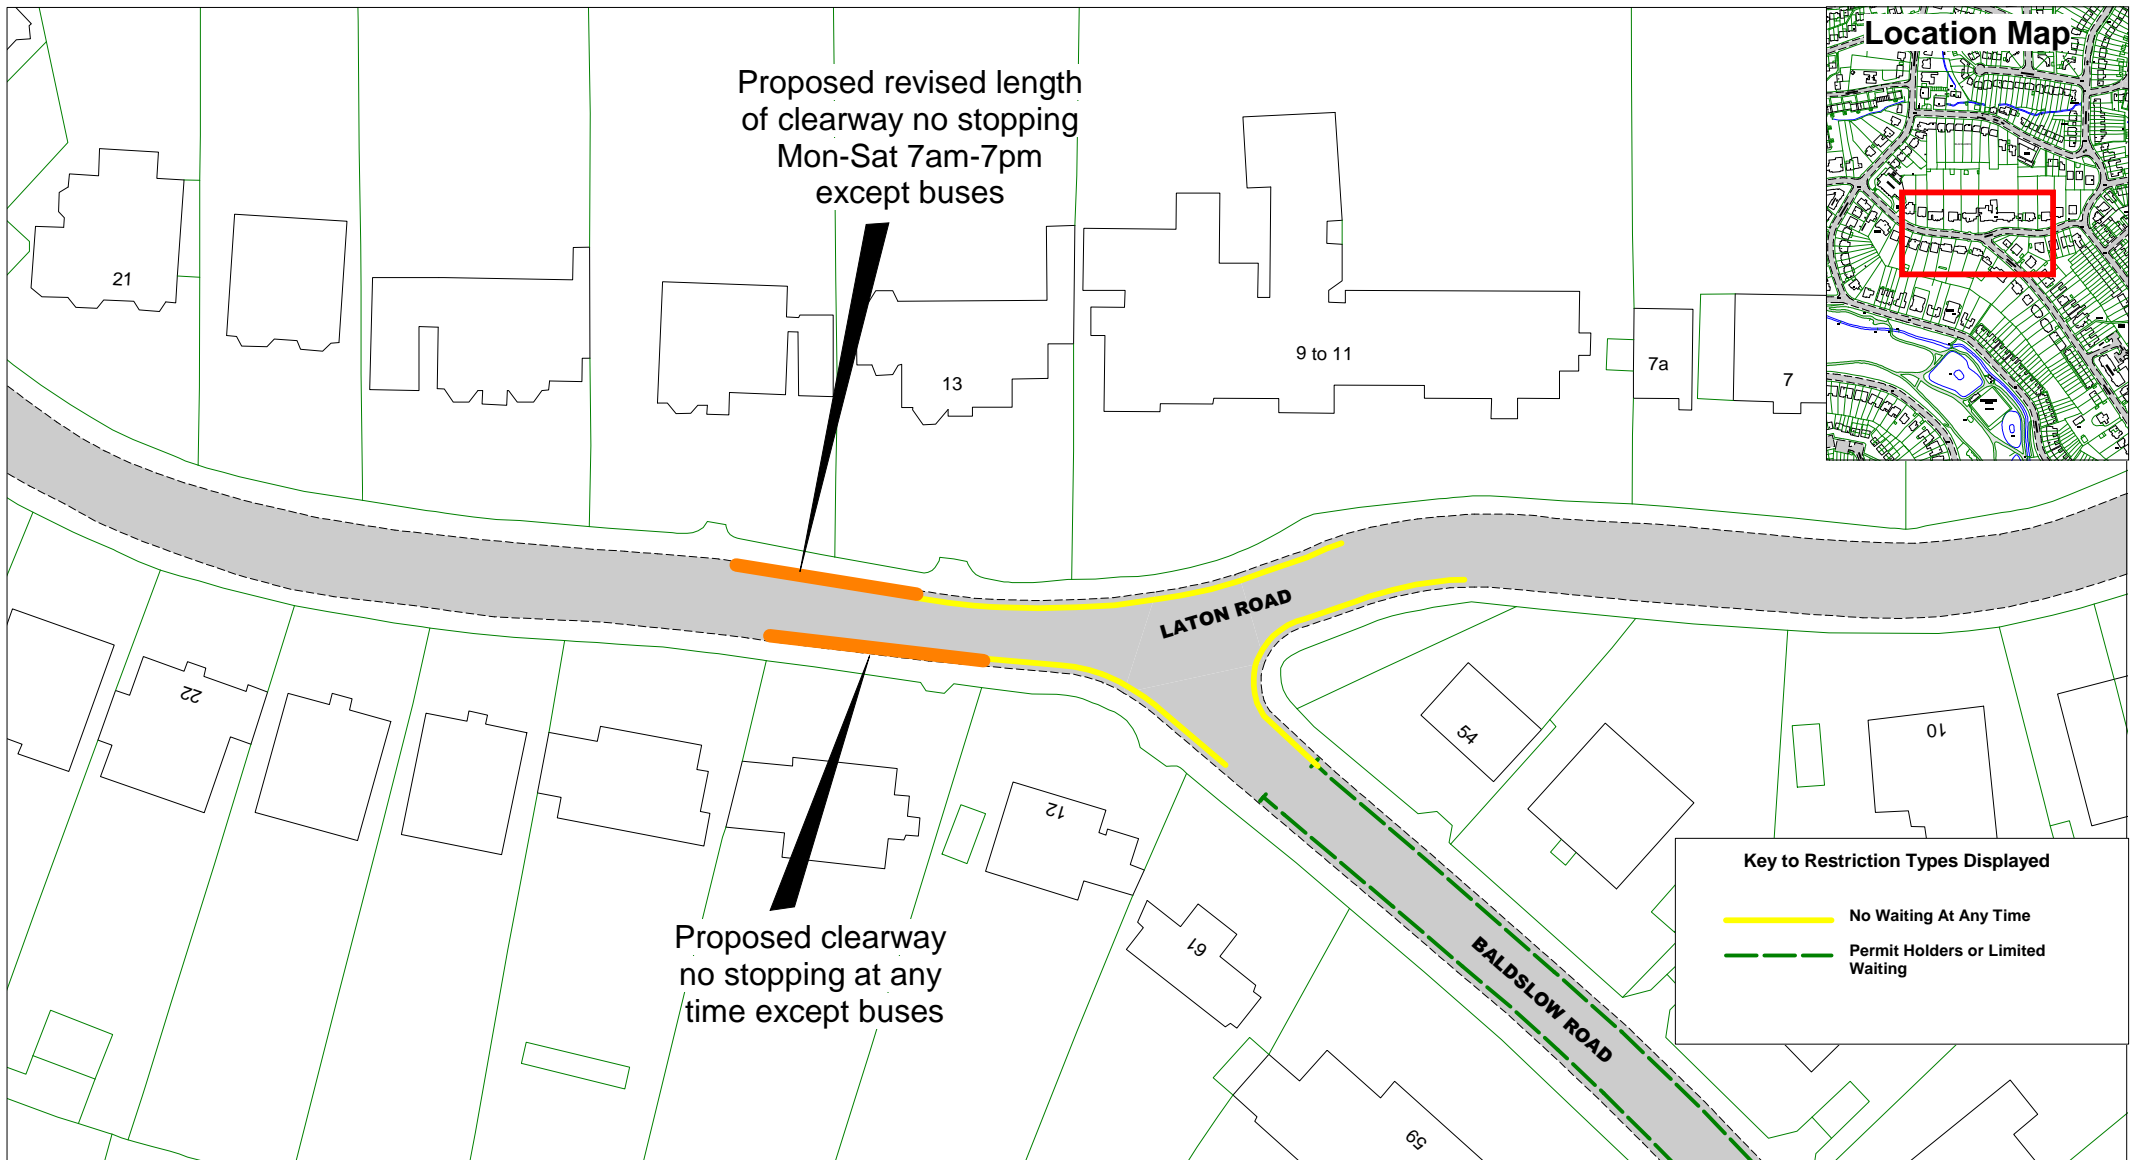 Location Map
Proposed revised length
of clearway no stopping
Mon-Sat 7am-7pm
except buses
21
13
9 to 11
7a
7
LATON ROAD
22
54
10
12
61
59
Proposed clearway
no stopping at any
time except buses
BALDSLOW ROAD
Key to Restriction Types Displayed
No Waiting At Any Time
Permit Holders or Limited
Waiting